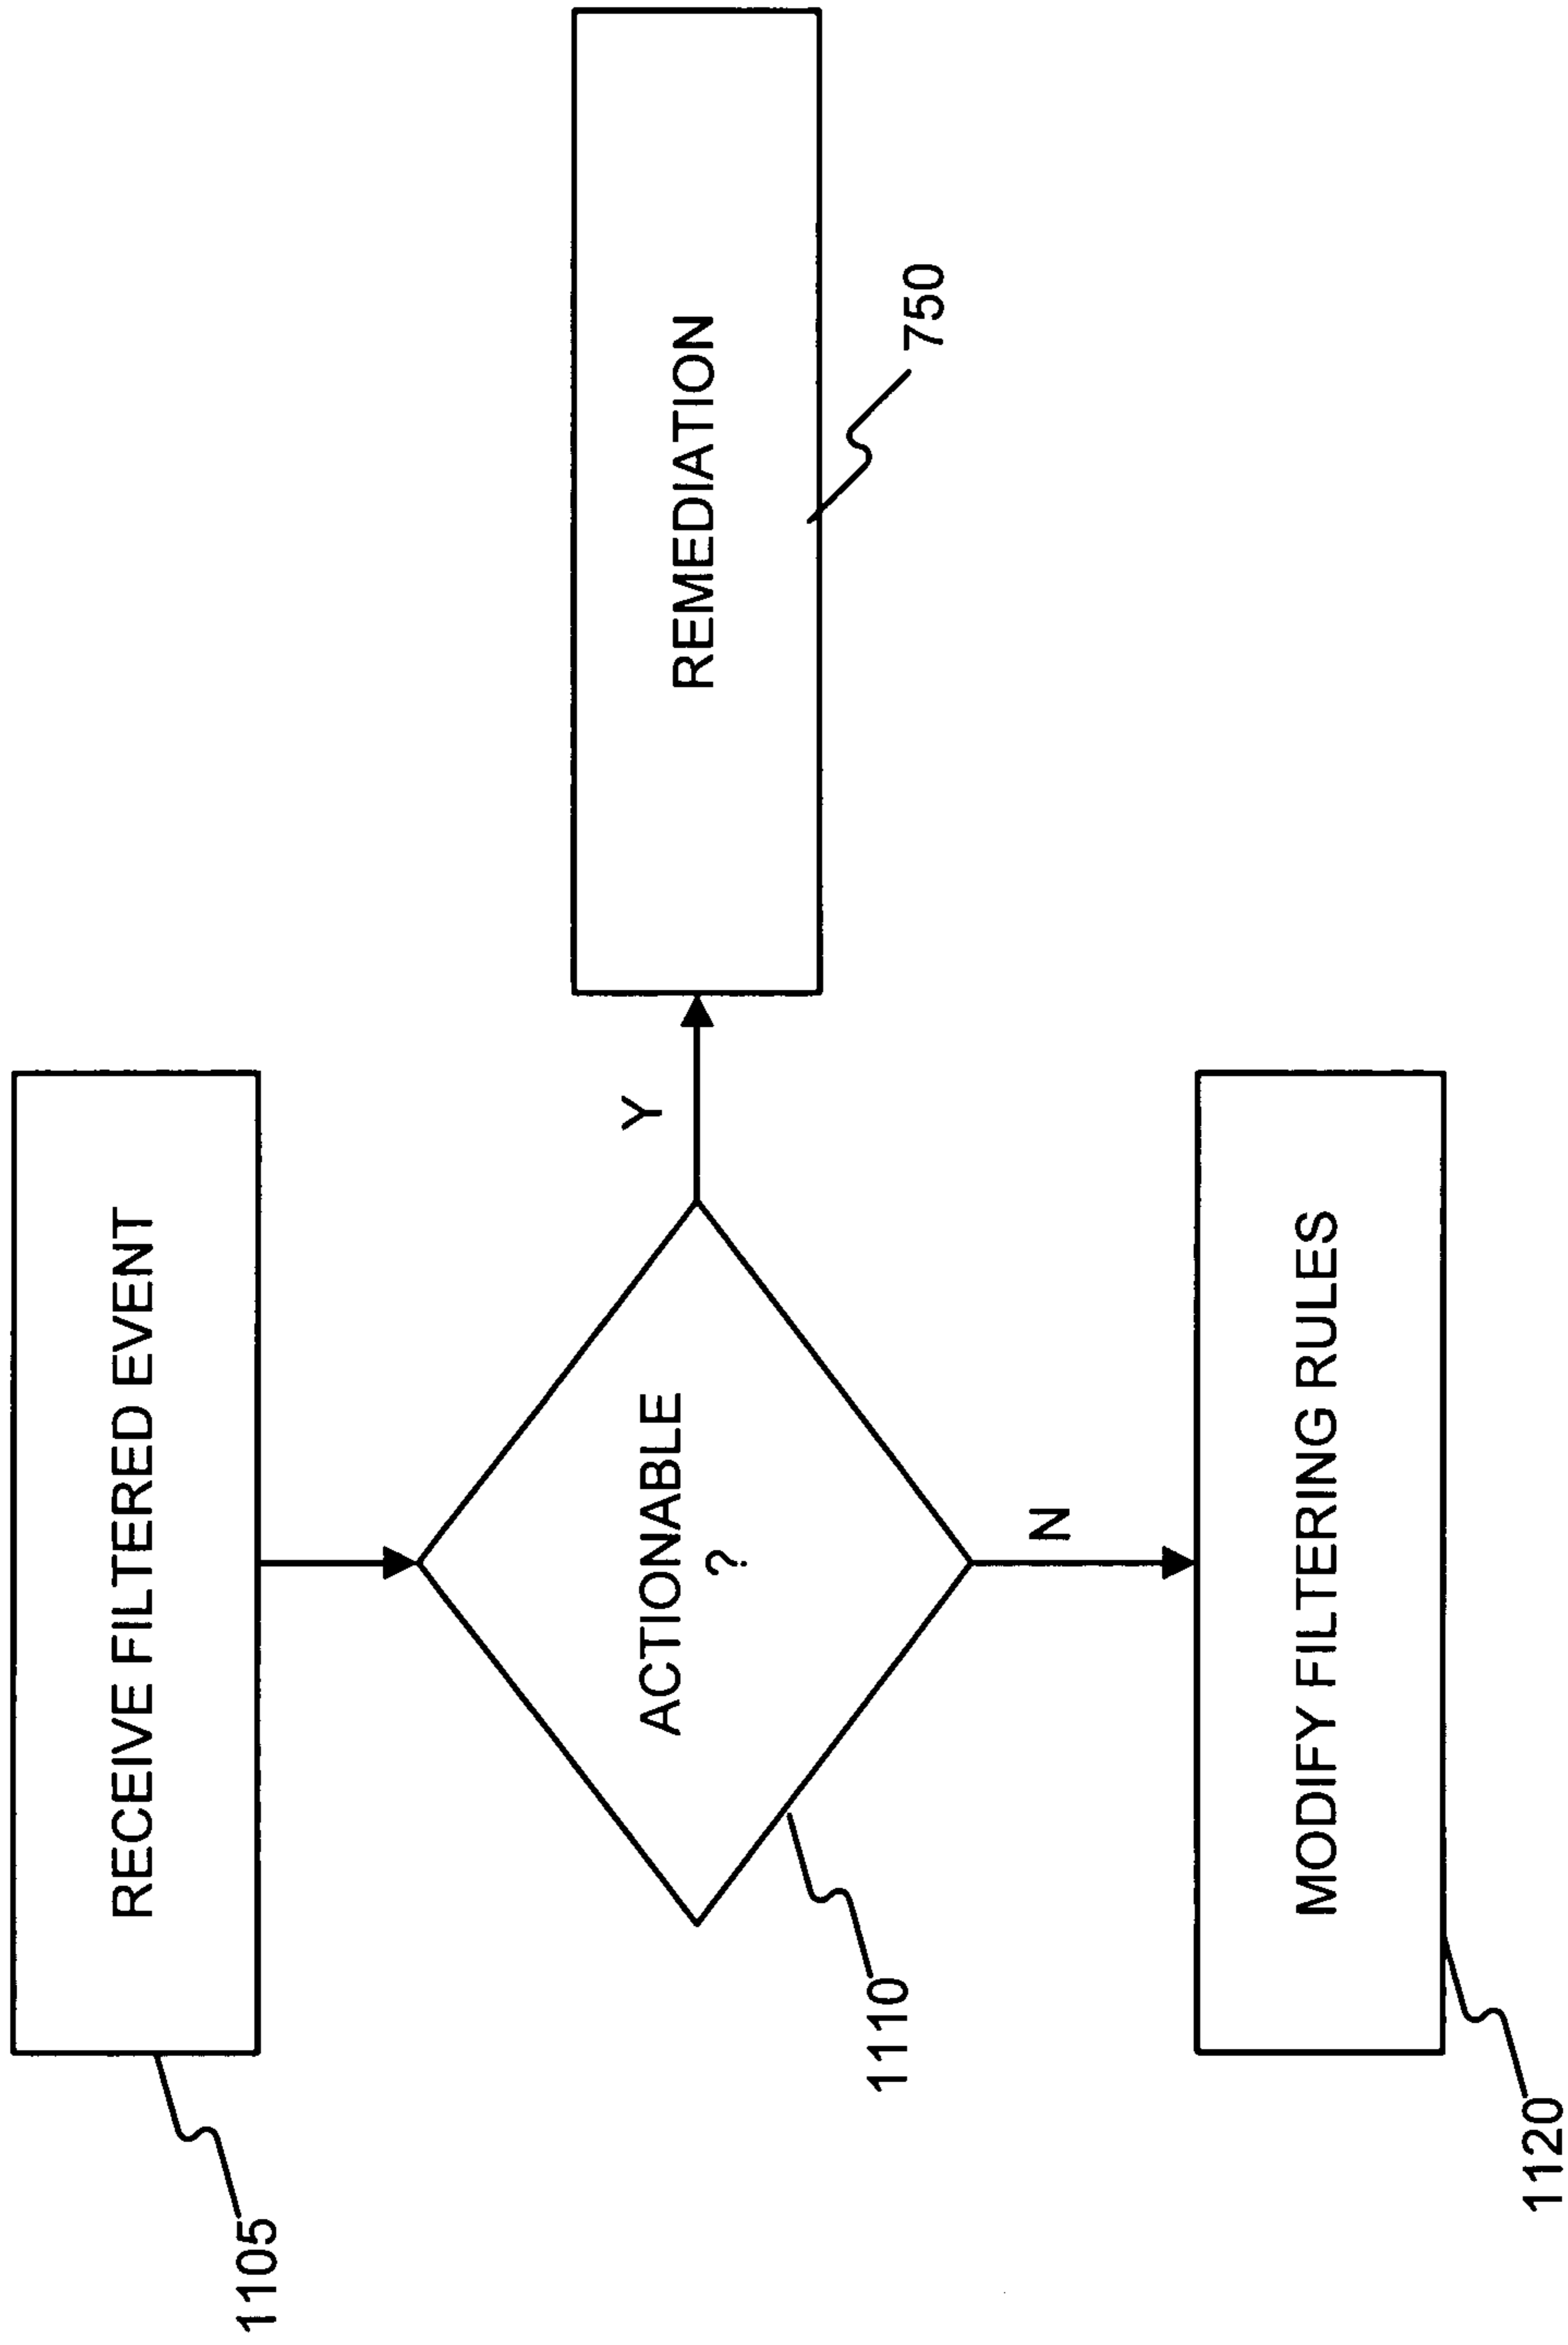 RECEIVE FILTERED EVENT
1105
ACTIONABLE
?
1110
Y
REMEDIATION
750
N
MODIFY FILTERING RULES
1120